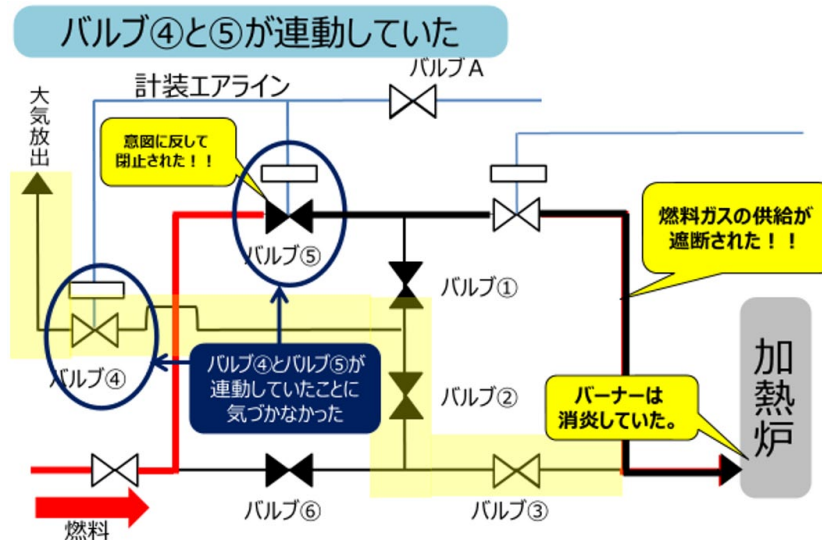 バルブ④と⑤が連動していた
バルブA
計装エアライン
大気放出
意図に反して
閉止された！！
バルブ⑤
燃料ガスの供給が
遮断された！！
バルブ①
バルブ④
バルブ④とバルブ⑤が
連動していたことに
気づかなかった
バルブ②
バーナーは
消炎していた。
加熱炉
バルブ⑥
バルブ③
燃料